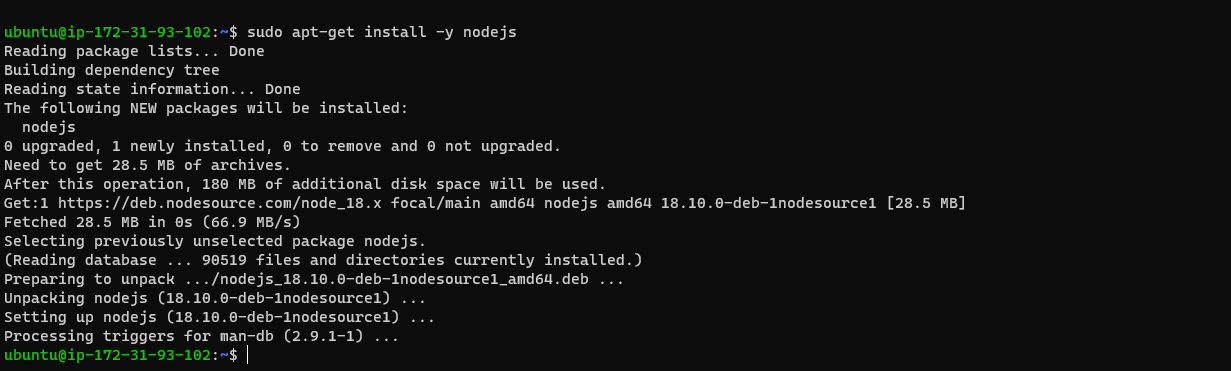 ubuntu@ip-172-31-93-102:~$ sudo apt-get install -y nodejs
Reading package lists... Done
Building dependency tree
Reading state information... Done
The following NEW packages will be installed:
  nodejs
0 upgraded, 1 newly installed, 0 to remove and 0 not upgraded.
Need to get 28.5 MB of archives.
After this operation, 180 MB of additional disk space will be used.
Get:1 https://deb.nodesource.com/node_18.x focal/main amd64 nodejs amd64 18.10.0-deb-1nodesource1 [28.5 MB]
Fetched 28.5 MB in 0s (66.9 MB/s)
Selecting previously unselected package nodejs.
(Reading database ... 90519 files and directories currently installed.)
Preparing to unpack .../nodejs_18.10.0-deb-1nodesource1_amd64.deb ...
Unpacking nodejs (18.10.0-deb-1nodesource1) ...
Setting up nodejs (18.10.0-deb-1nodesource1) ...
Processing triggers for man-db (2.9.1-1) ...
ubuntu@ip-172-31-93-102:~$